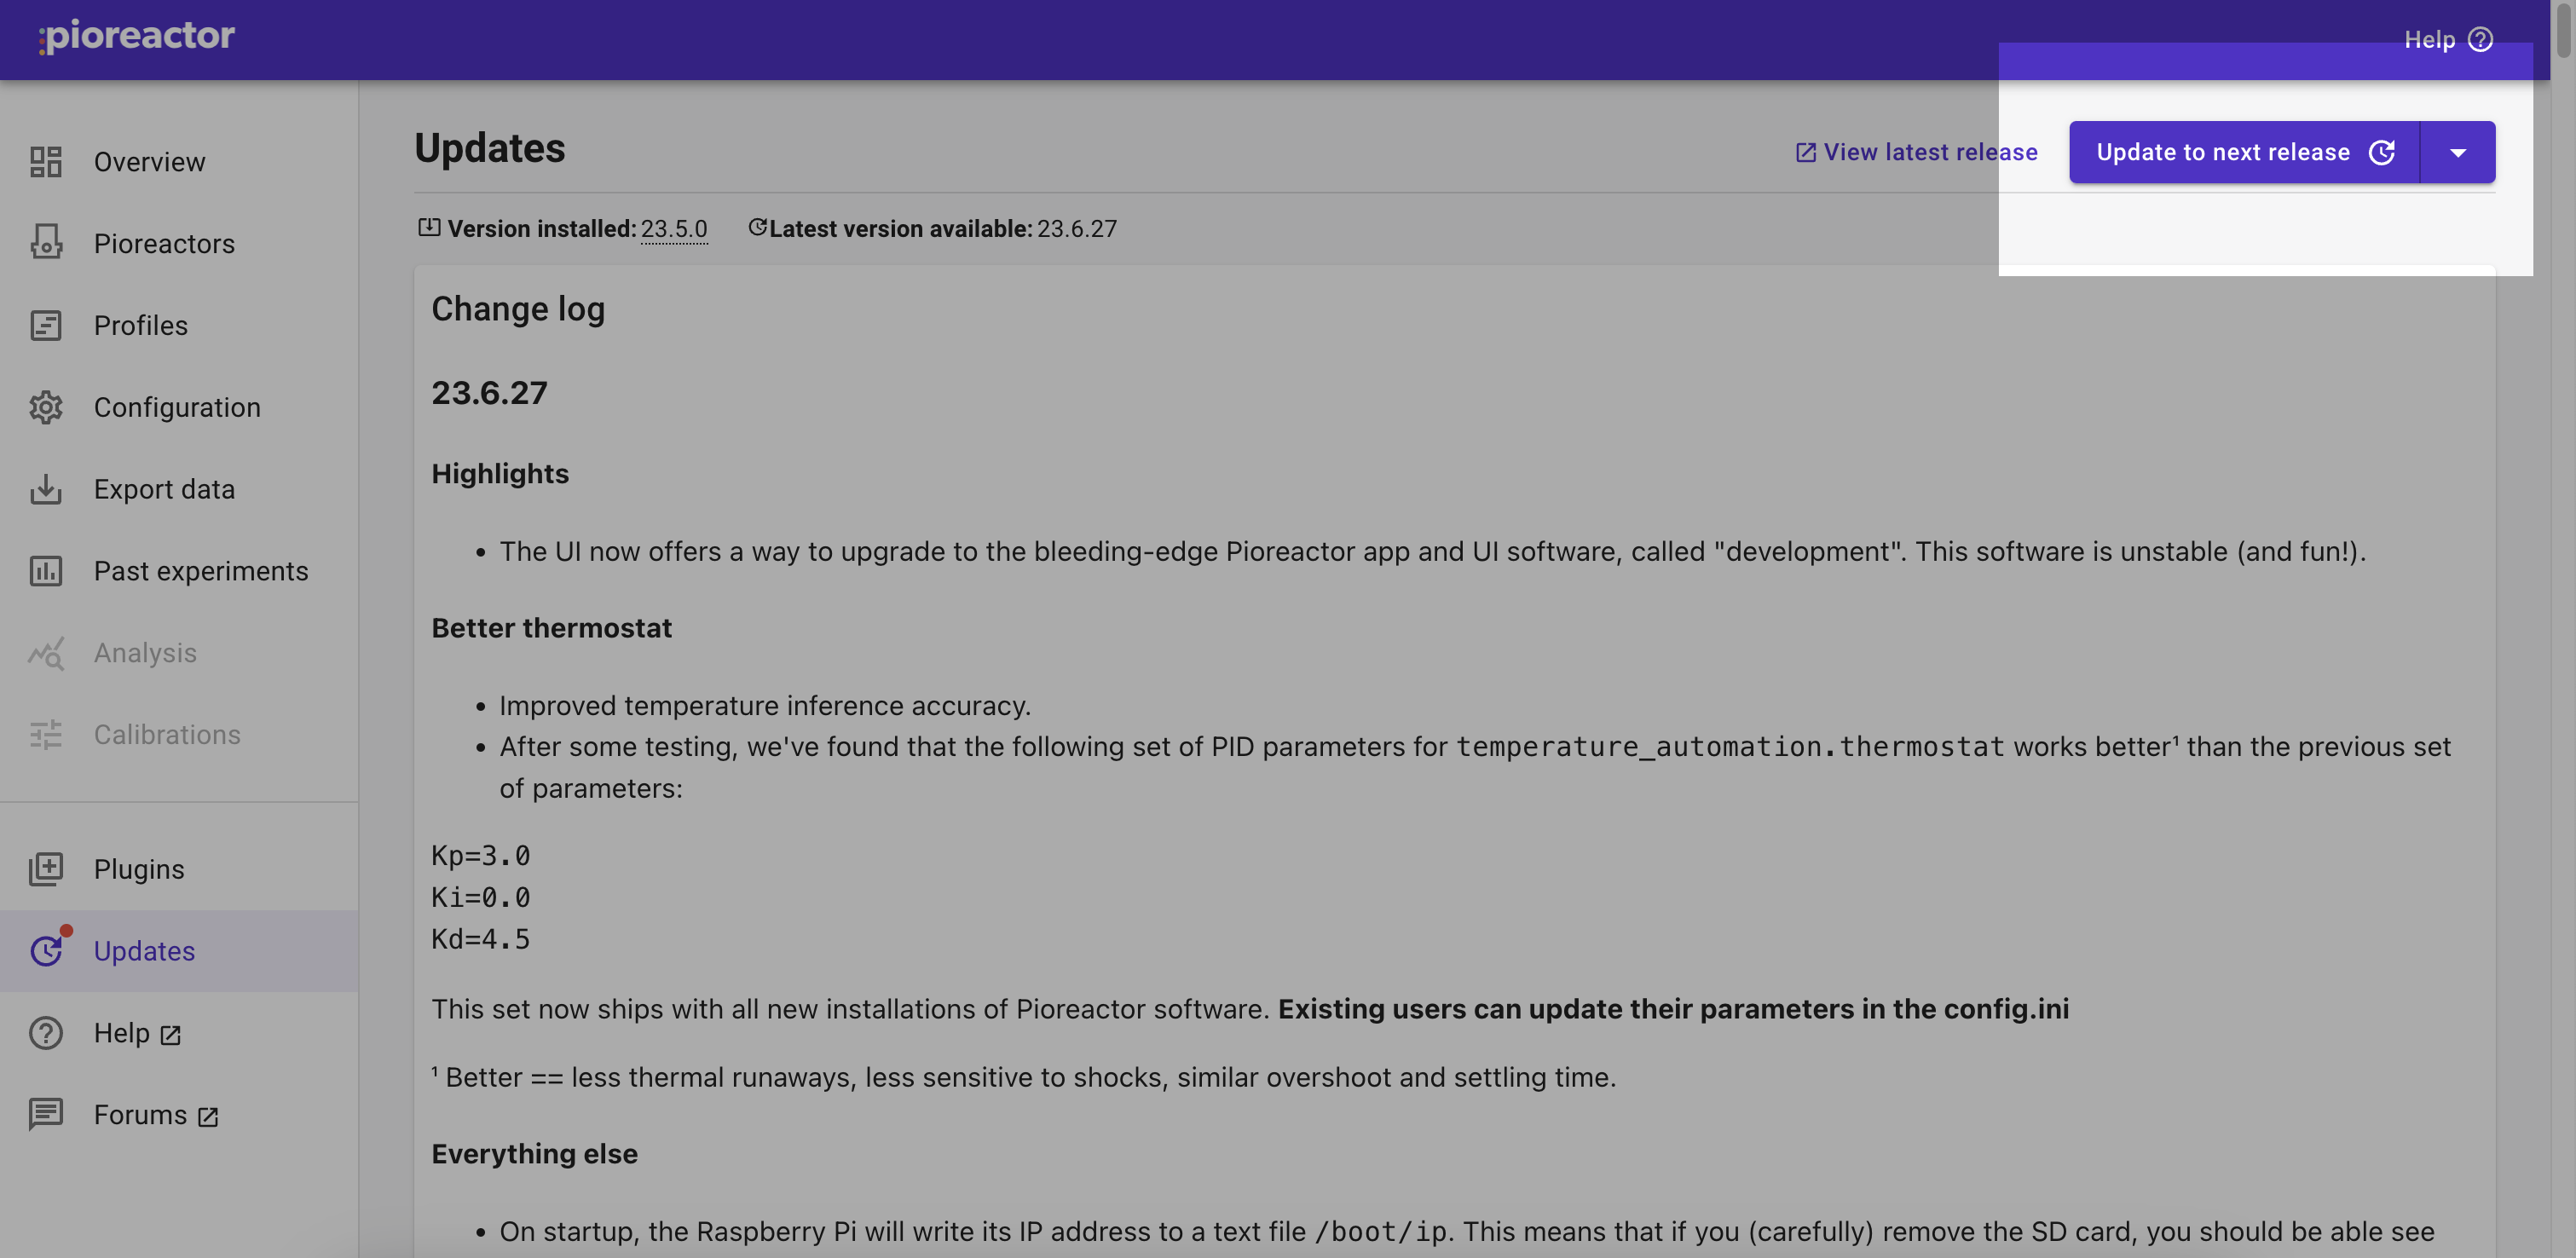 pioreactor
Help
Overview
Pioreactors
Profiles
Configuration
Export data
Past experiments
Analysis
Calibrations
Plugins
Updates
Help
Forums
Updates
View latest release
Update to next release
Version installed: 23.5.0
Latest version available: 23.6.27
Change log
23.6.27
Highlights
• The UI now offers a way to upgrade to the bleeding-edge Pioreactor app and UI software, called "development". This software is unstable (and fun!).
Better thermostat
• Improved temperature inference accuracy.
• After some testing, we've found that the following set of PID parameters for temperature_automation.thermostat works better¹ than the previous set
of parameters:
Kp=3.0
Ki=0.0
Kd=4.5
This set now ships with all new installations of Pioreactor software. Existing users can update their parameters in the config.ini
¹ Better == less thermal runaways, less sensitive to shocks, similar overshoot and settling time.
Everything else
• On startup, the Raspberry Pi will write its IP address to a text file /boot/ip. This means that if you (carefully) remove the SD card, you should be able see